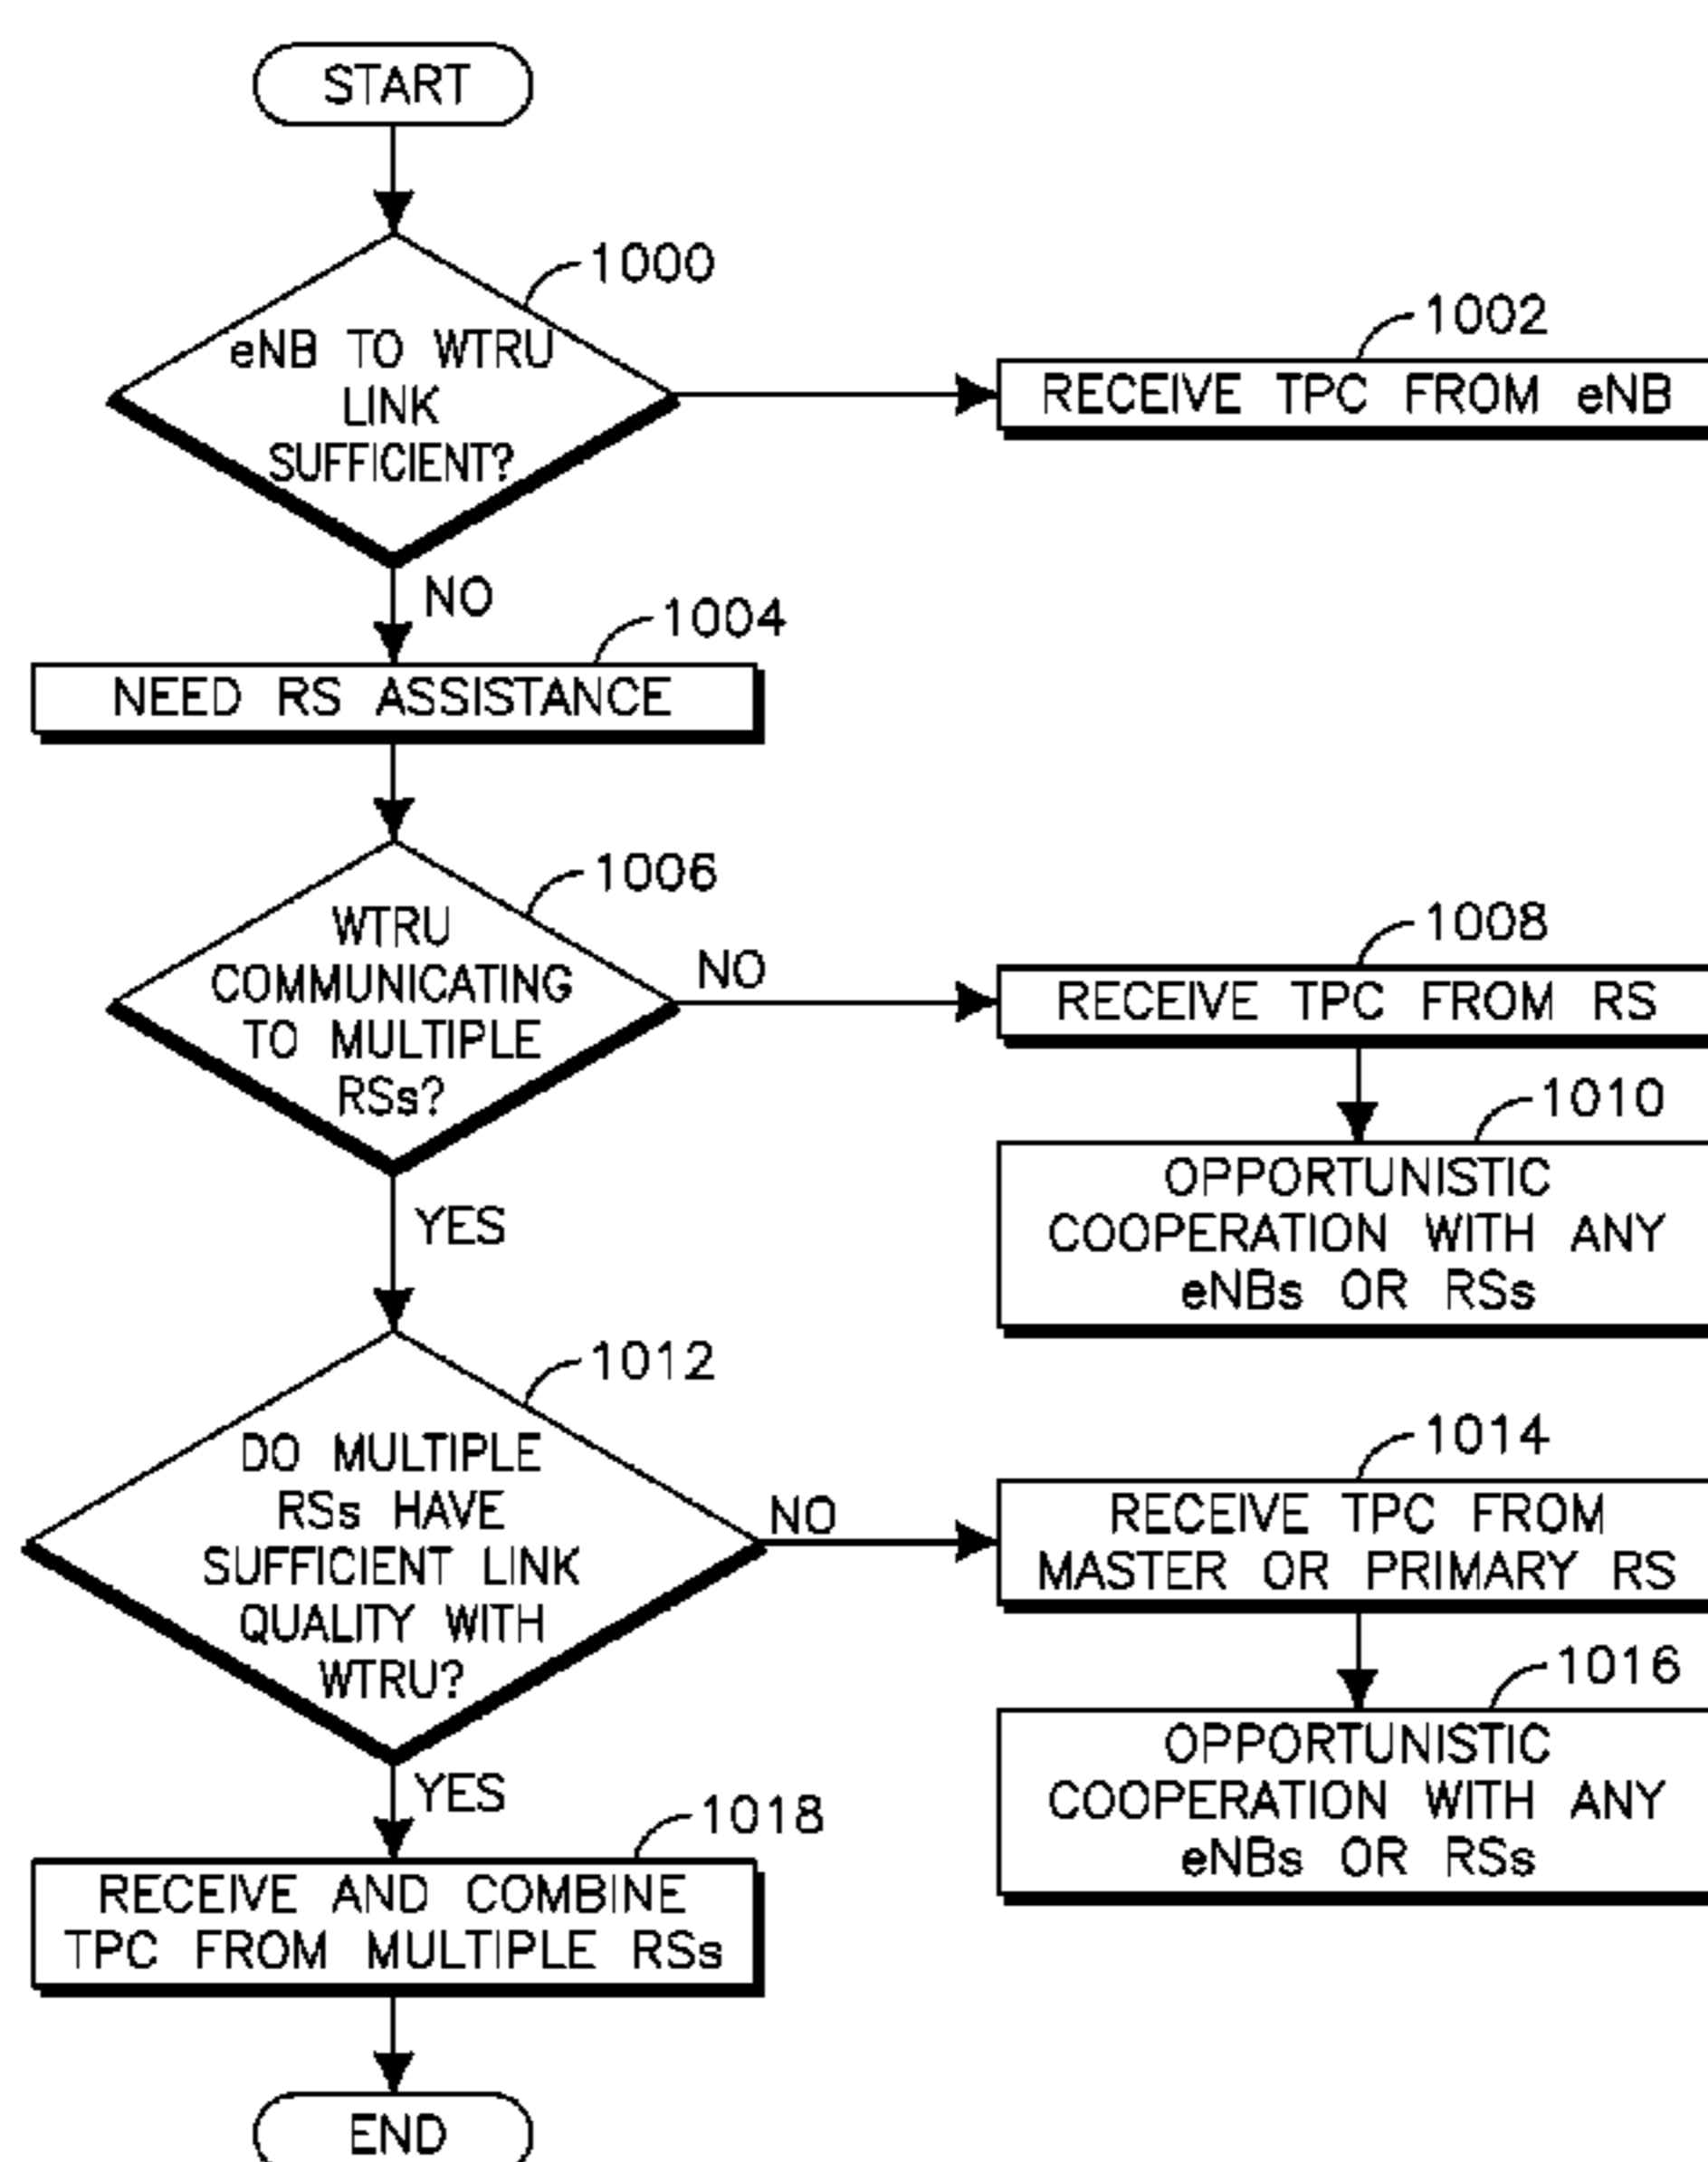 START
1000
eNB TO WTRU
LINK
SUFFICIENT?
1002
RECEIVE TPC FROM eNB
NO
1004
NEED RS ASSISTANCE
1006
WTRU
COMMUNICATING
TO MULTIPLE
RSs?
NO
1008
RECEIVE TPC FROM RS
1010
OPPORTUNISTIC
COOPERATION WITH ANY
eNBs OR RSs
YES
1012
DO MULTIPLE
RSs HAVE
SUFFICIENT LINK
QUALITY WITH
WTRU?
NO
1014
RECEIVE TPC FROM
MASTER OR PRIMARY RS
1016
OPPORTUNISTIC
COOPERATION WITH ANY
eNBs OR RSs
YES
1018
RECEIVE AND COMBINE
TPC FROM MULTIPLE RSs
END